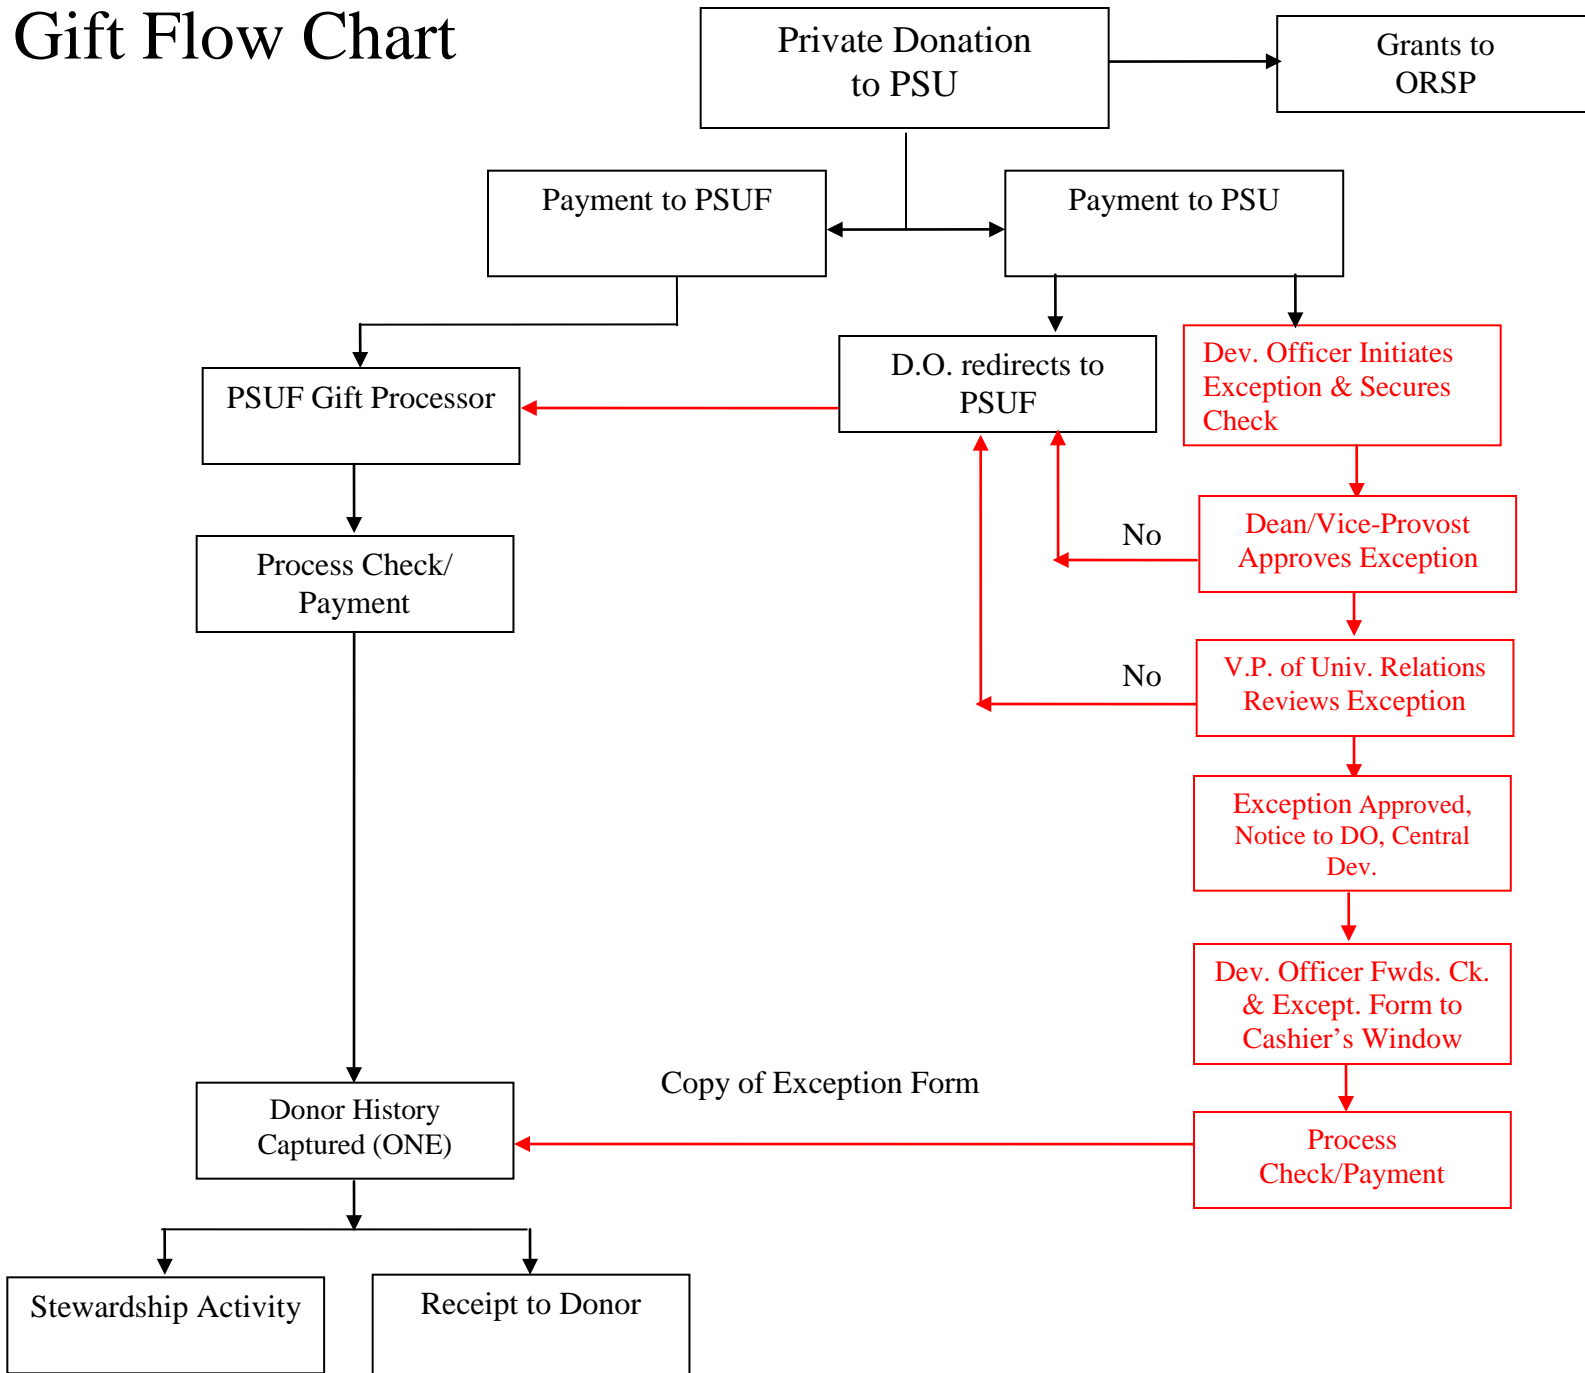 Gift Flow Chart
Private Donation
to PSU
Grants to
ORSP
Payment to PSUF
Payment to PSU
D.O. redirects to
PSUF
Dev. Officer Initiates
Exception & Secures
Check
PSUF Gift Processor
No
Dean/Vice-Provost
Approves Exception
Process Check/
Payment
No
V.P. of Univ. Relations
Reviews Exception
Exception Approved,
Notice to DO, Central
Dev.
Dev. Officer Fwds. Ck.
& Except. Form to
Cashier’s Window
Copy of Exception Form
Donor History
Captured (ONE)
Process
Check/Payment
Stewardship Activity
Receipt to Donor